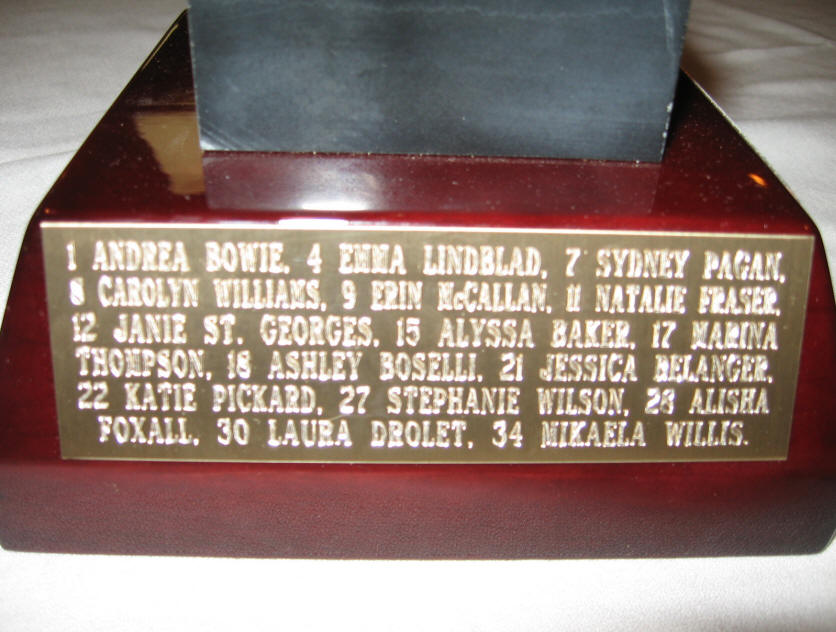 1 ANDREA BOWIE, 4 EMMA LINDBLAD, 7 SYDNEY PAGAN,
8 CAROLYN WILLIAMS, 9 ERIN McCALLAN, 11 NATALIE FRASER,
12 JANIE ST. GEORGES, 15 ALYSSA BAKER, 17 MARINA
THOMPSON, 18 ASHLEY BOSELLI, 21 JESSICA BELANGER,
22 KATIE PICKARD, 27 STEPHANIE WILSON, 28 ALISHA
FOXALL, 30 LAURA DROLET, 34 MIKAELA WILLIS.